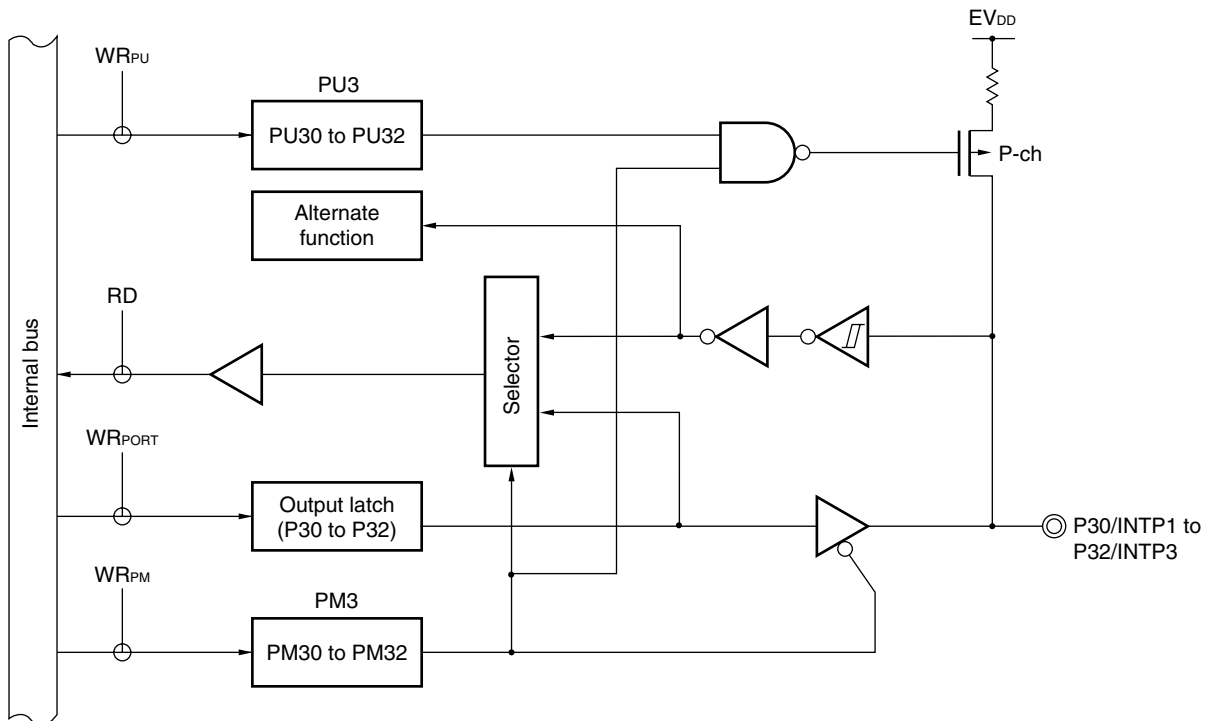 EVDD
WRPU
PU3
PU30 to PU32
P-ch
Alternate
function
RD
Internal bus
Selector
WRPORT
Output latch
(P30 to P32)
P30/INTP1 to
P32/INTP3
WRPM
PM3
PM30 to PM32